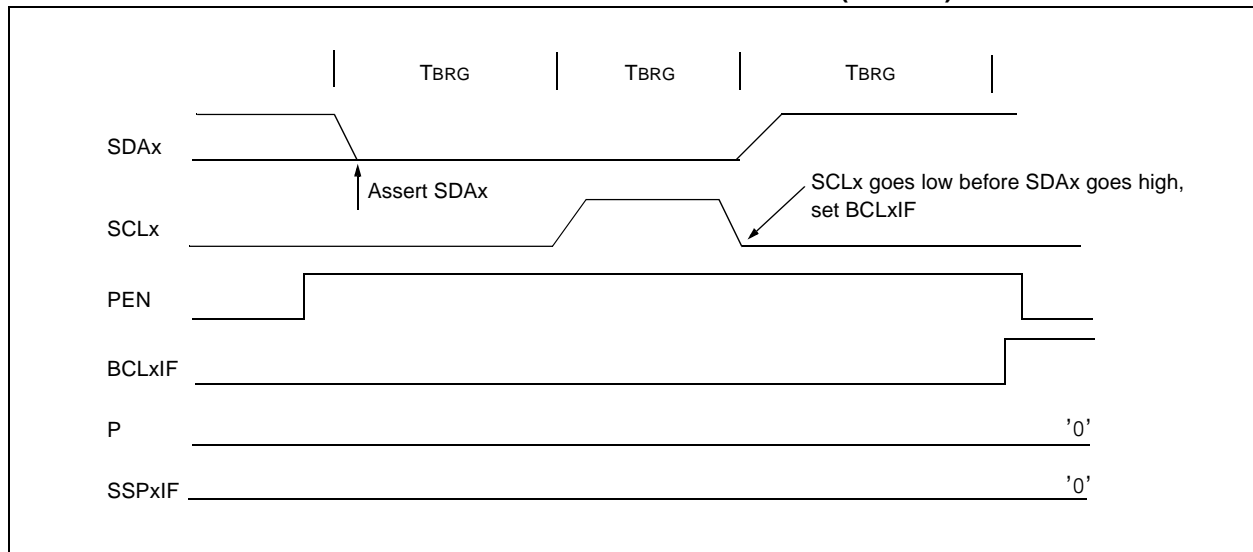 TBRG TBRG TBRG
SDAx
Assert SDAx
SCLx goes low before SDAx goes high,
set BCLxIF
SCLx
PEN
BCLxIF
P '0'
SSPxIF '0'